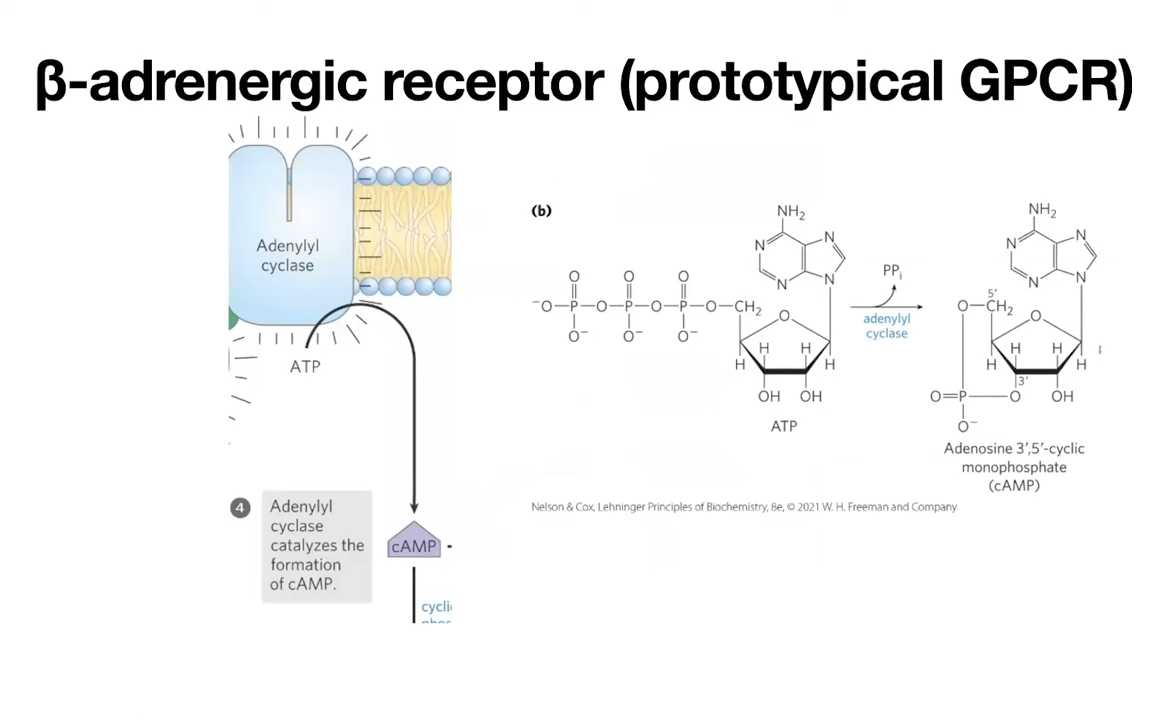 β-adrenergic receptor (prototypical GPCR)
Adenylyl
cyclase
ATP
4
Adenylyl
cyclase
catalyzes the
formation
of cAMP.
cAMP
(b)
NH₂
N
N
N
N
O
O
O
⁻O—P—O—P—O—P—O—CH₂
O⁻
O⁻
O⁻
O
H
H
H
H
OH
OH
ATP
PPᵢ
adenylyl
cyclase
NH₂
N
N
N
N
5′
O—CH₂
O
H
H
H
H
3′
O=P—O
OH
O⁻
Adenosine 3′,5′-cyclic
monophosphate
(cAMP)
Nelson & Cox, Lehninger Principles of Biochemistry, 8e, © 2021 W. H. Freeman and Company